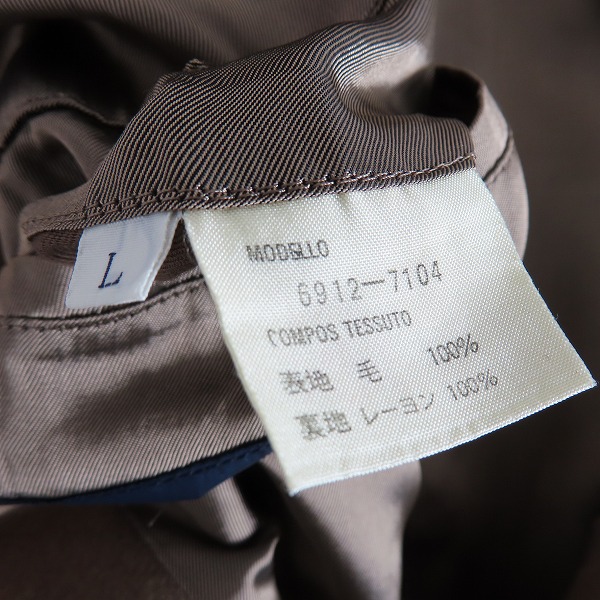 L
MODELLO
6912-7104
COMPOS TESSUTO
表地 毛 100%
裏地 レーヨン 100%